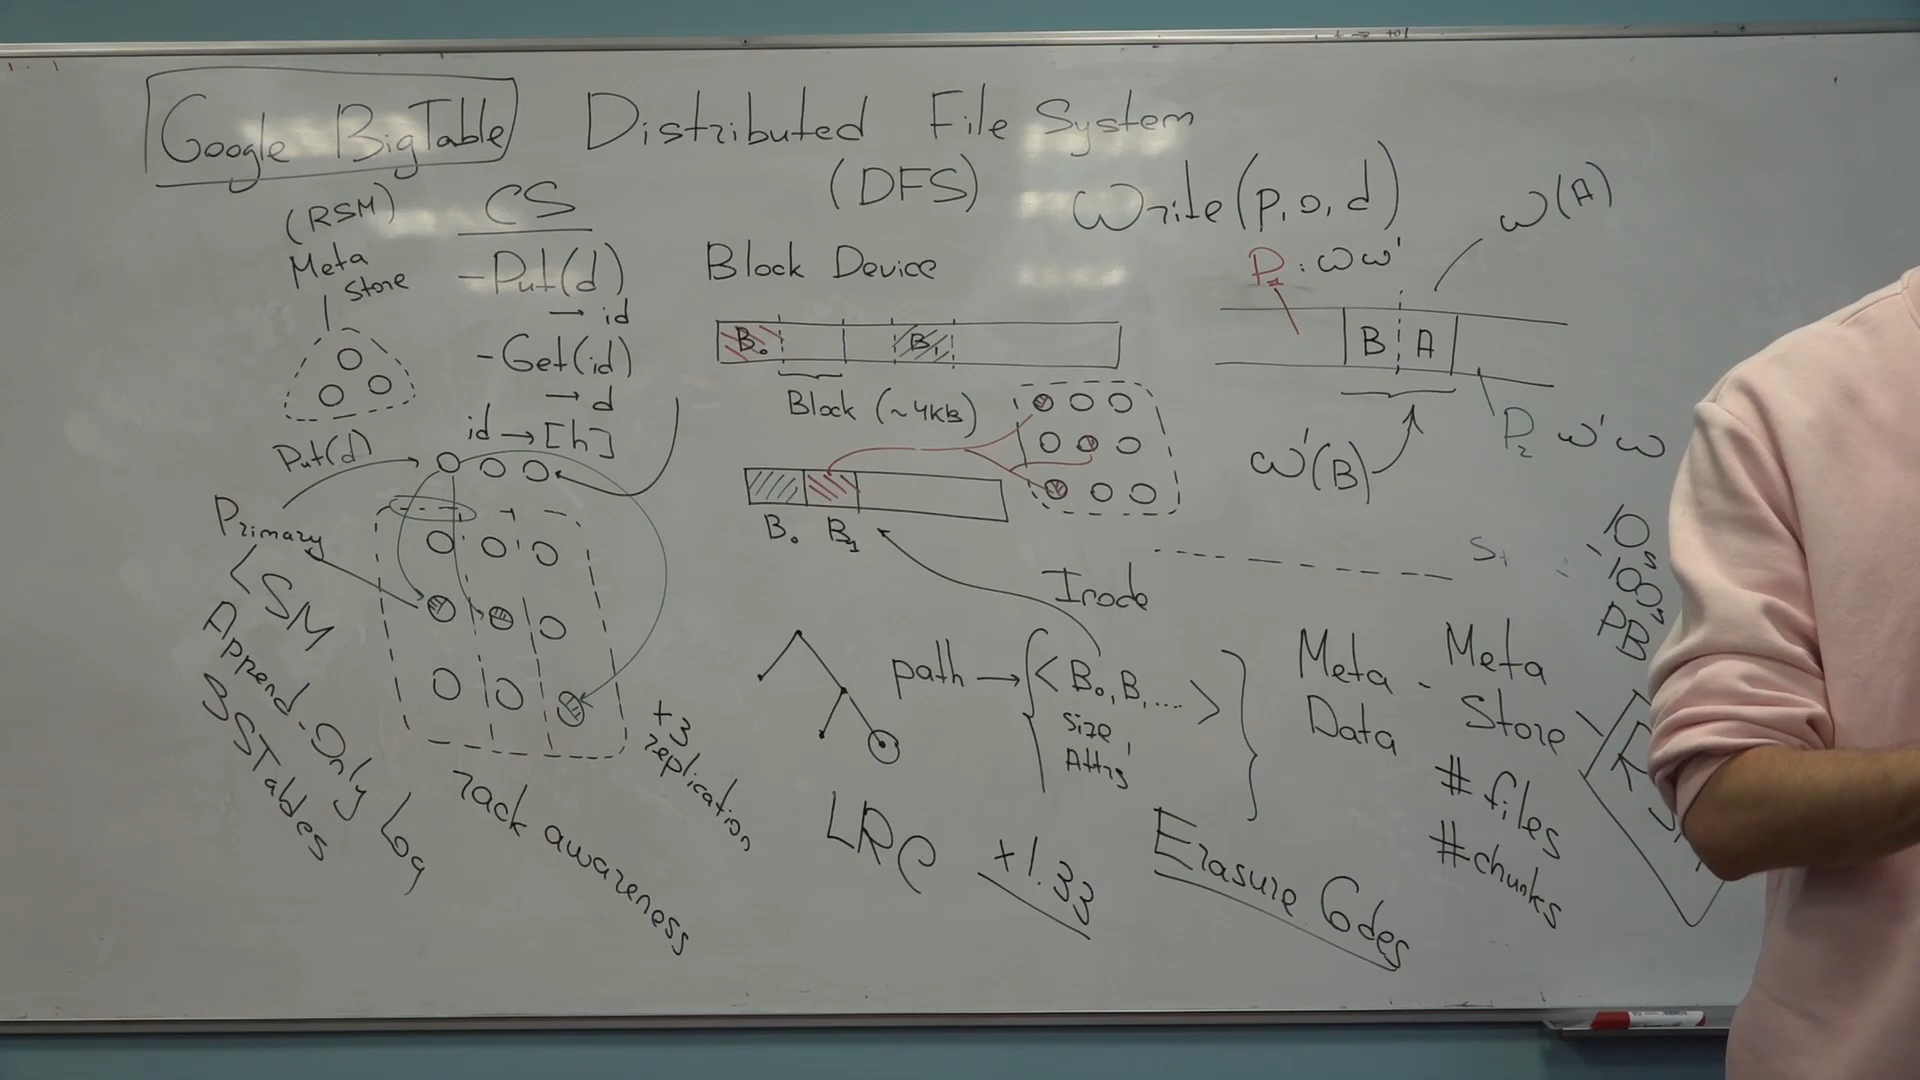 Google BigTable
Distributed File System
(DFS)
(RSM)
Meta
Store
CS
-Put(d)
→ id
-Get(id)
→ d
id → [h]
Put(d)
Primary
LSM
Append-Only Log
SSTables
rack awareness
+3
replication
Block Device
B₀
B₁
Block (~4Kb)
B₀ B₁
Inode
path → { < B₀, B₁ ... >
Size,
Attrs
LRC
+1.33
Erasure Codes
Write(p, o, d)
P₁: ω ω'
ω(A)
B A
ω'(B)
P₂ ω' ω
10s
100s
PB
Meta - Meta
Data - Store
#files
#chunks